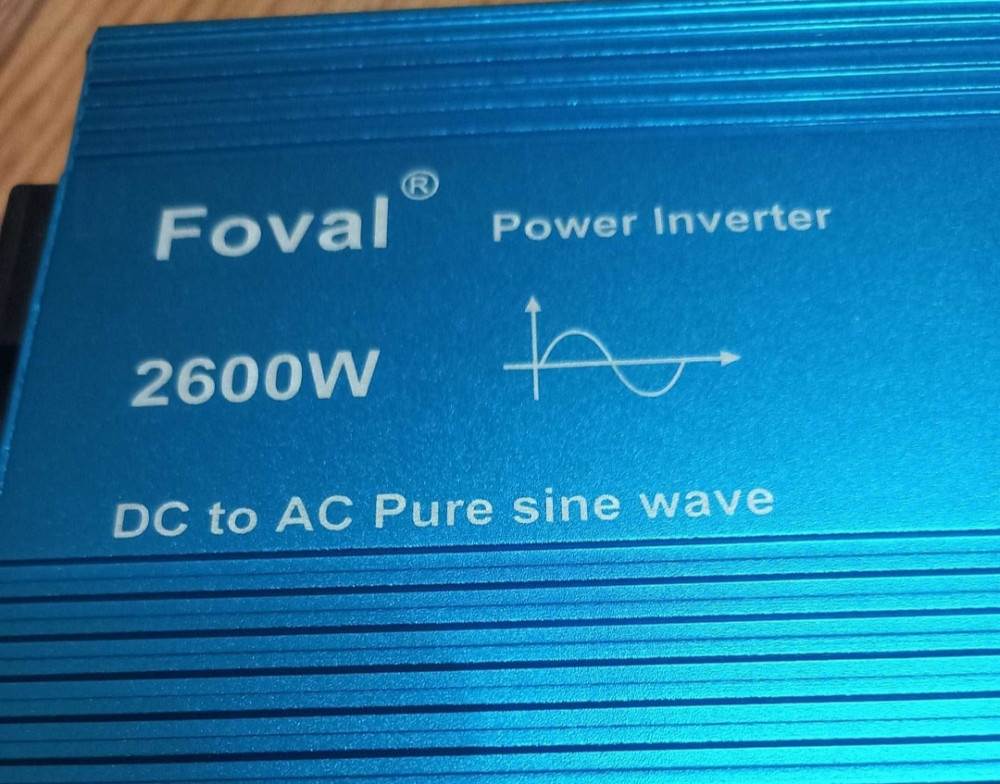 Foval® Power Inverter
2600W
DC to AC Pure sine wave